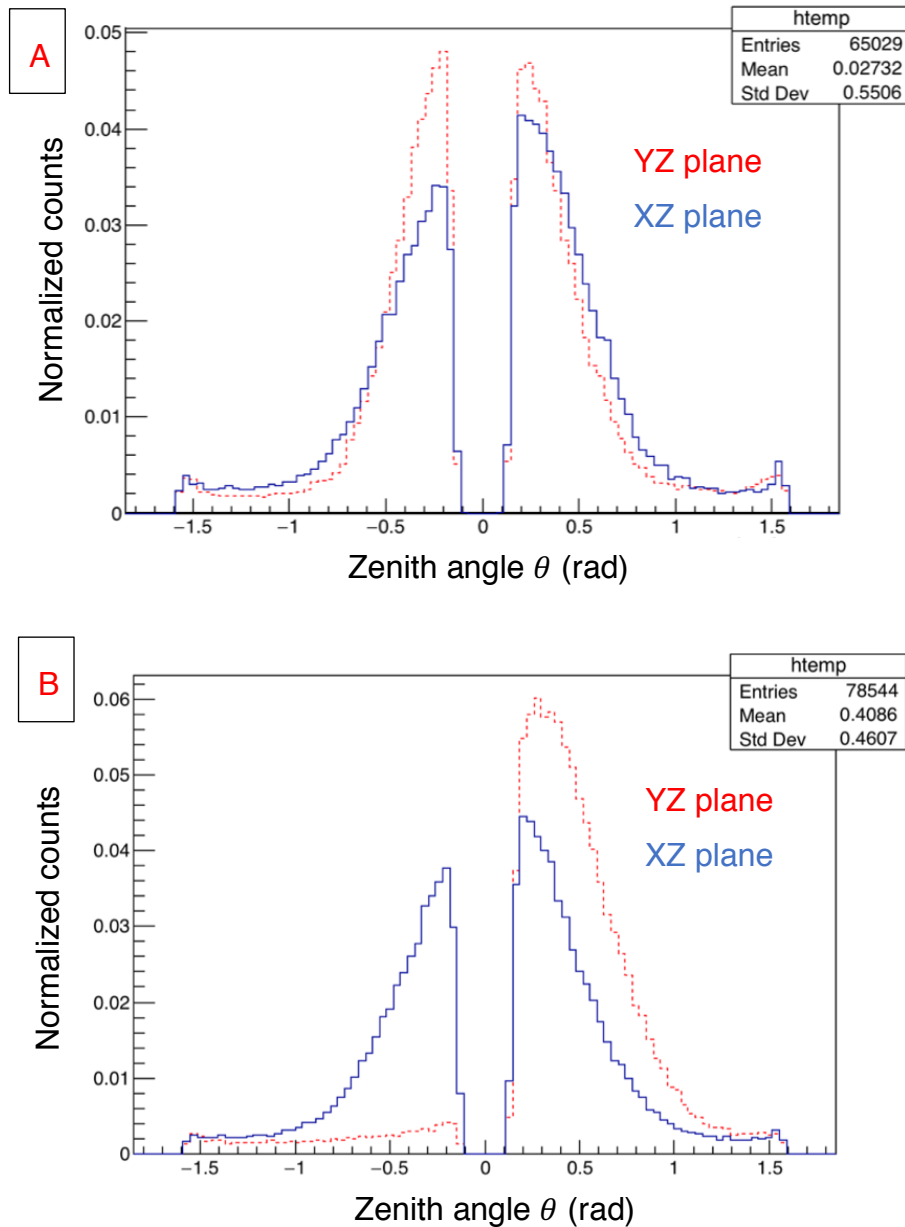 A
htemp
Entries 65029
Mean 0.02732
Std Dev 0.5506
0.05
0.04
0.03
0.02
0.01
0
Normalized counts
YZ plane
XZ plane
−1.5 −1 −0.5 0 0.5 1 1.5
Zenith angle θ (rad)
B
htemp
Entries 78544
Mean 0.4086
Std Dev 0.4607
0.06
0.05
0.04
0.03
0.02
0.01
0
Normalized counts
YZ plane
XZ plane
−1.5 −1 −0.5 0 0.5 1 1.5
Zenith angle θ (rad)